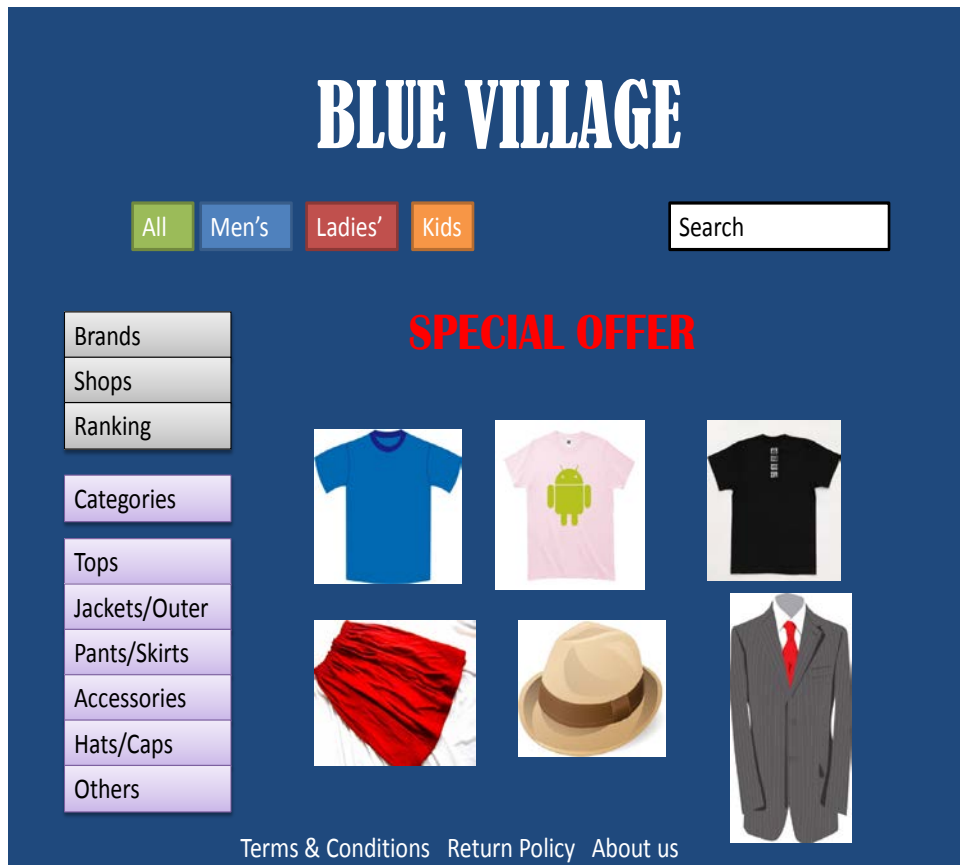 BLUE VILLAGE
All Men's Ladies' Kids Search
SPECIAL OFFER
Brands
Shops
Ranking
Categories
Tops
Jackets/Outer
Pants/Skirts
Accessories
Hats/Caps
Others
Terms & Conditions Return Policy About us